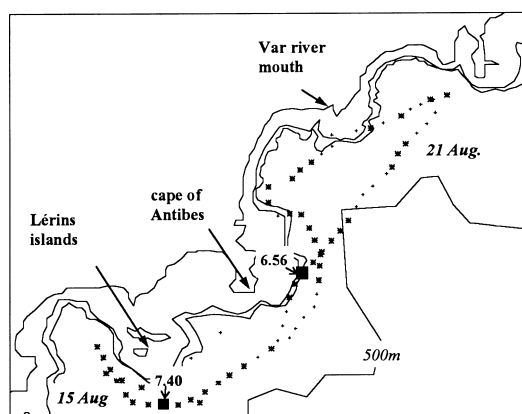 Var river
mouth
21 Aug.
cape of
Antibes
Lérins
islands
6.56
500m
7.40
15 Aug